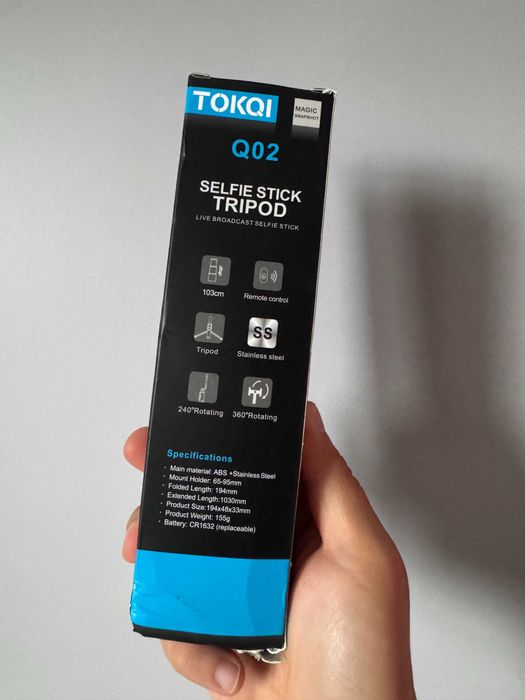 TOKQI
MAGIC
SNAPSHOT
Q02
SELFIE STICK
TRIPOD
LIVE BROADCAST SELFIE STICK
103cm
Remote control
Tripod
SS
Stainless steel
240°Rotating
360°Rotating
Specifications
· Main material: ABS +Stainless Steel
· Mount Holder: 65-95mm
· Folded Length: 194mm
· Extended Length:1030mm
· Product Size:194x48x33mm
· Product Weight: 155g
· Battery: CR1632 (replaceable)